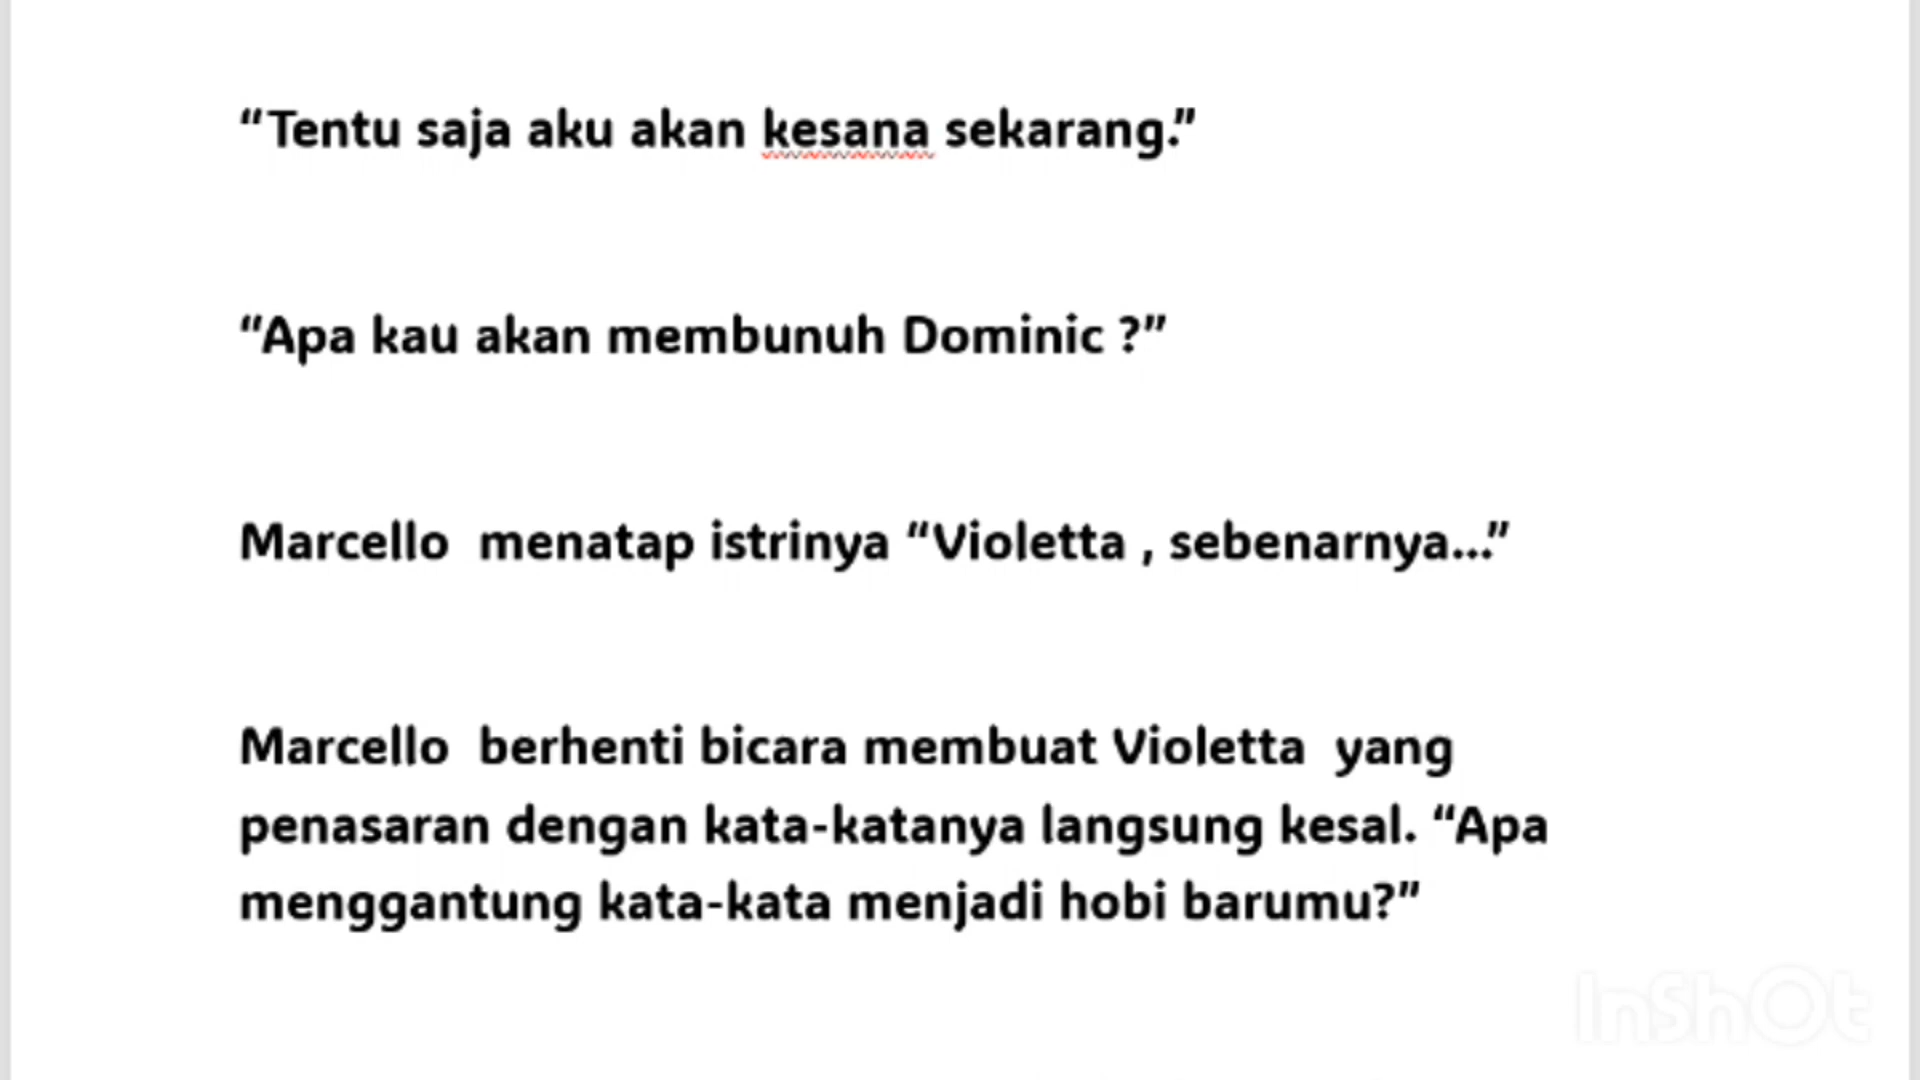 “Tentu saja aku akan kesana sekarang.”
“Apa kau akan membunuh Dominic ?”
Marcello  menatap istrinya “Violetta , sebenarnya...”
Marcello  berhenti bicara membuat Violetta  yang
penasaran dengan kata-katanya langsung kesal. “Apa
menggantung kata-kata menjadi hobi barumu?”
InShOt